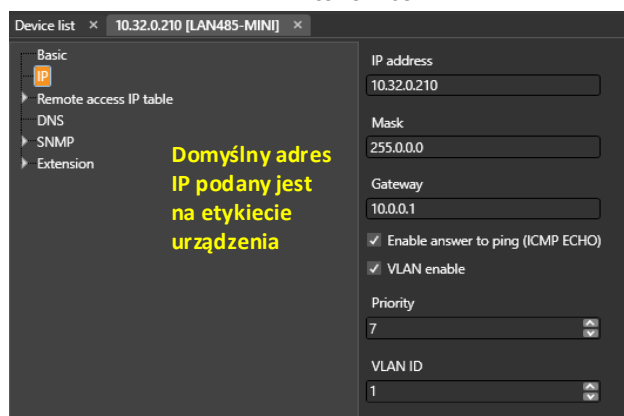 Device list × 10.32.0.210 [LAN485-MINI] ×
Basic
IP
Remote access IP table
DNS
SNMP
Extension
Domyślny adres
IP podany jest
na etykiecie
urządzenia
IP address
10.32.0.210
Mask
255.0.0.0
Gateway
10.0.0.1
Enable answer to ping (ICMP ECHO)
VLAN enable
Priority
7
VLAN ID
1